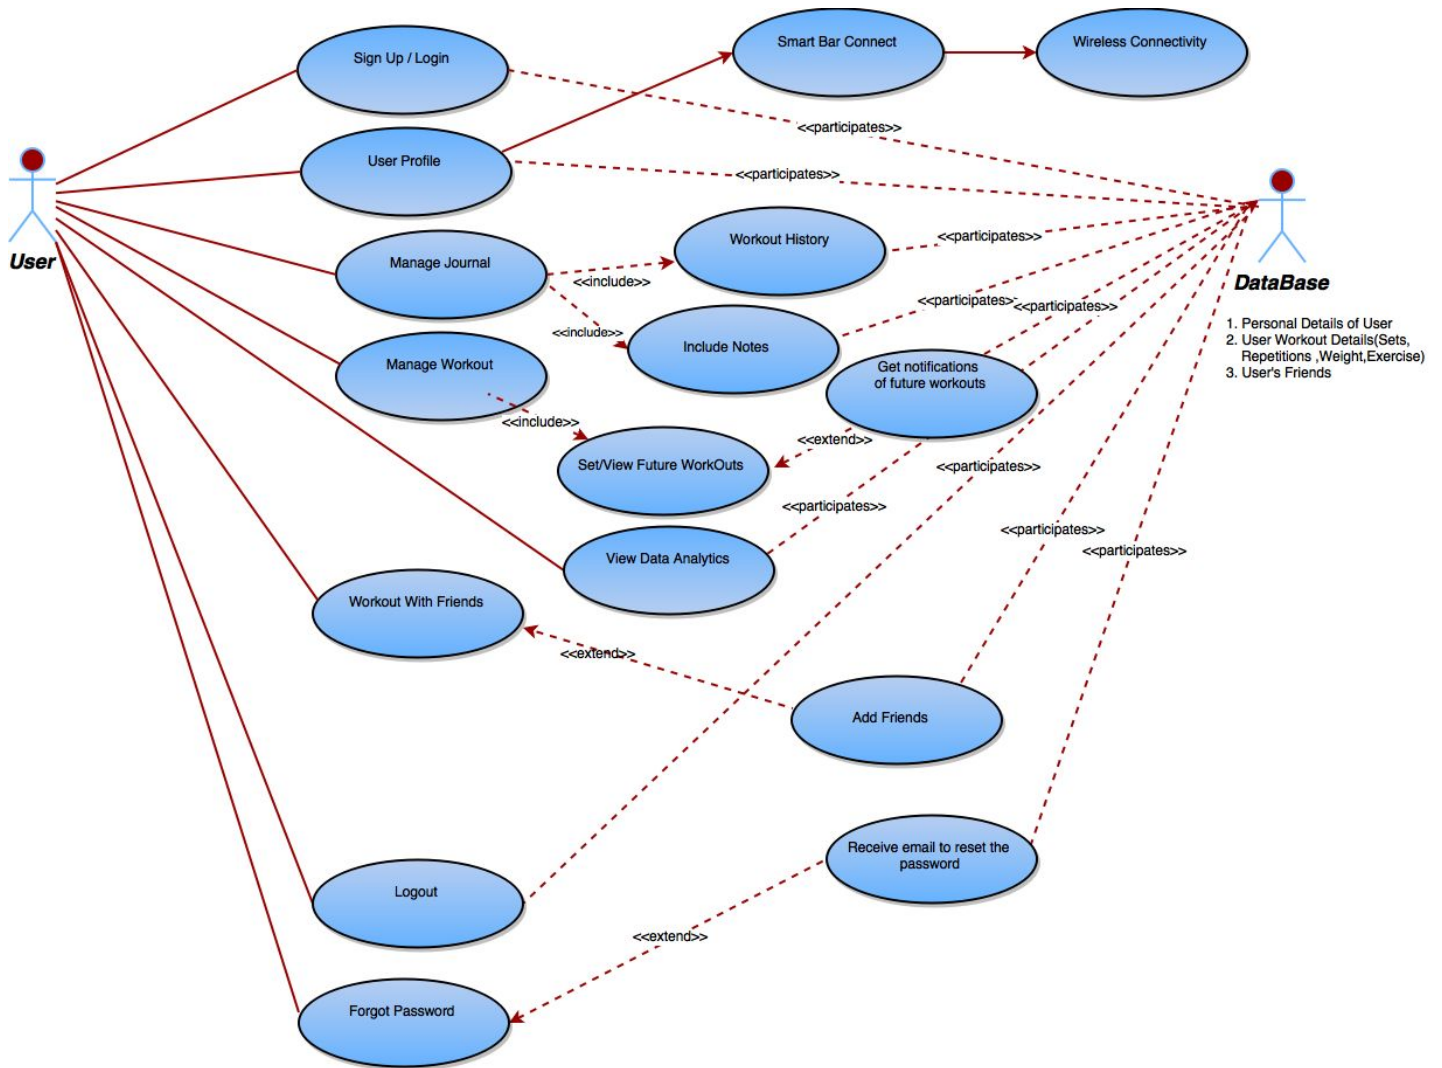 Smart Bar Connect
Wireless Connectivity
Sign Up / Login
<<participates>>
User Profile
<<participates>>
User
Workout History
<<participates>>
Manage Journal
<<include>>
DataBase
<<participates>
<<participates>>
1. Personal Details of User
2. User Workout Details(Sets,
Repetitions ,Weight,Exercise)
3. User's Friends
<<include>>
Include Notes
Manage Workout
Get notifications
of future workouts
<<include>>
<<extend>>
Set/View Future WorkOuts
<<participates>>
<<participates>>
<<participates>>
<<participates>>
View Data Analytics
Workout With Friends
<<extend>>
Add Friends
Receive email to reset the
password
Logout
<<extend>>
Forgot Password